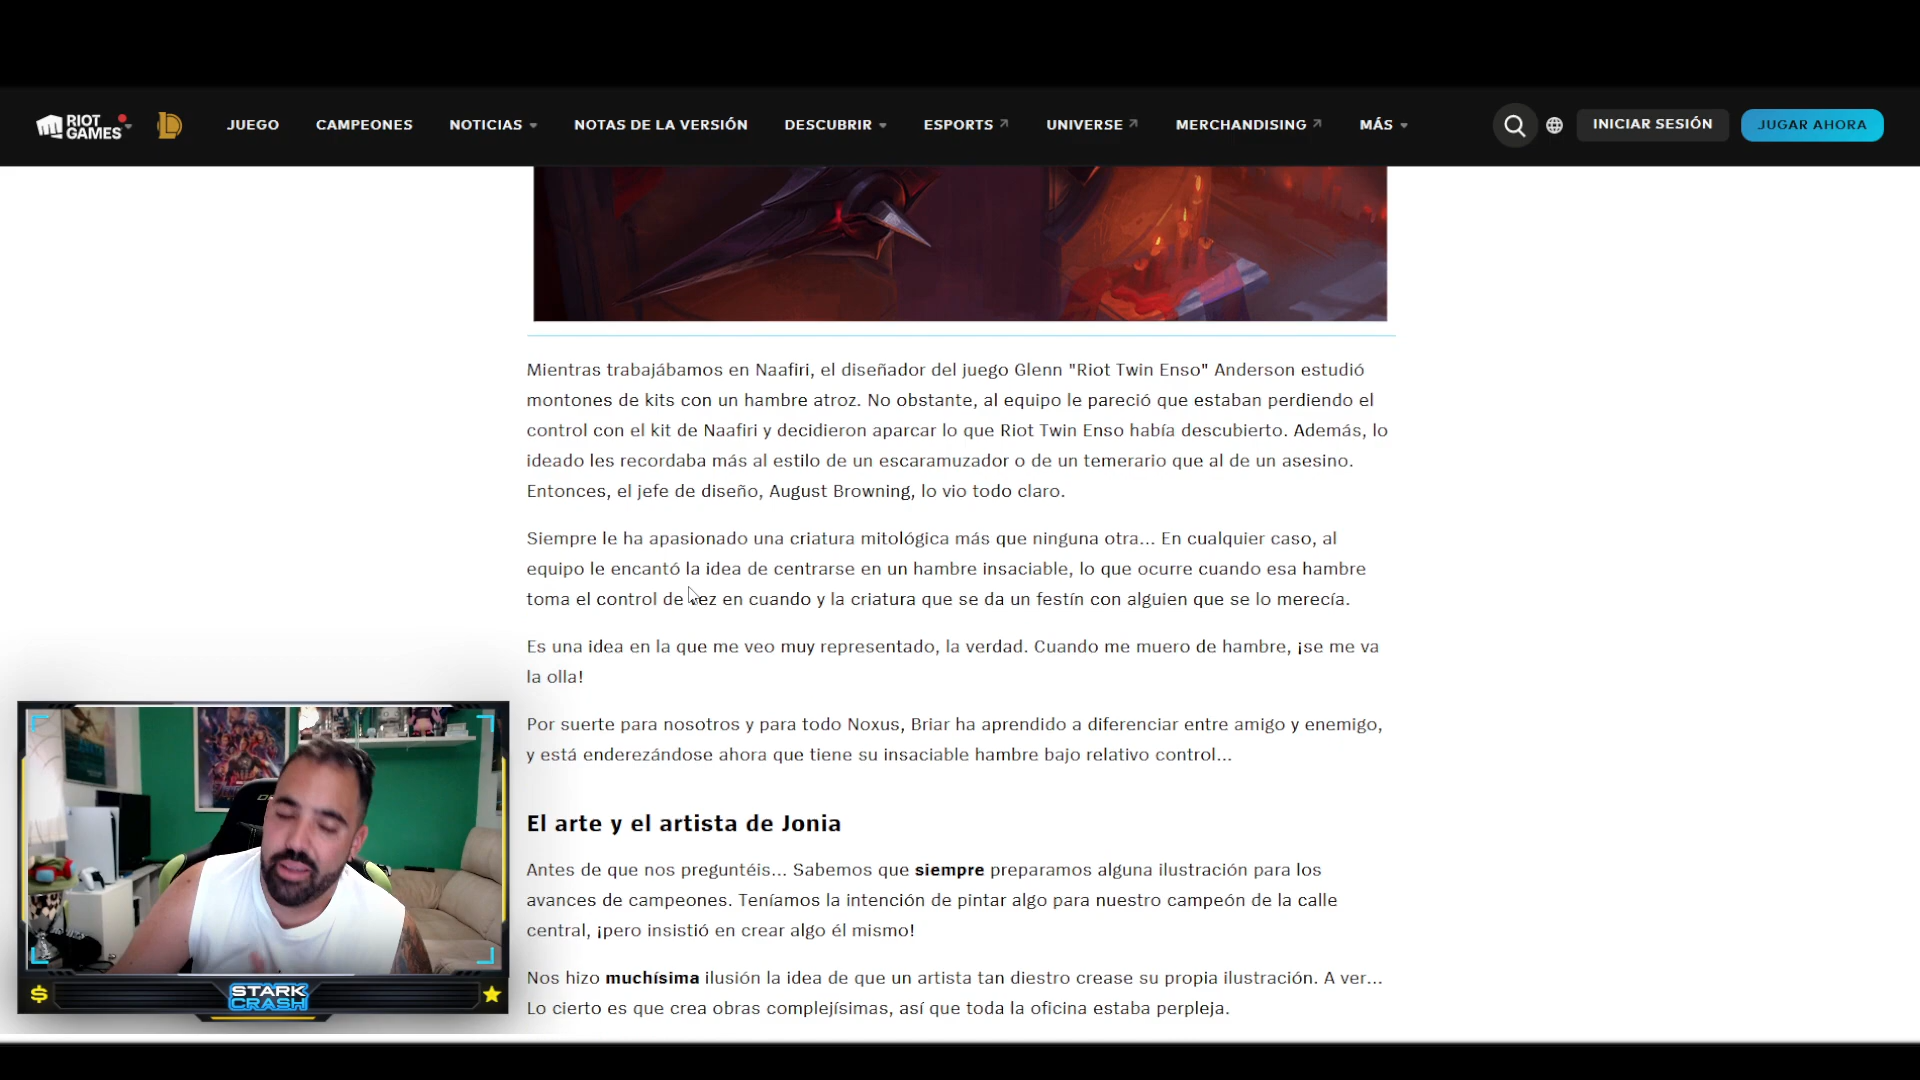 RIOT
GAMES
JUEGO
CAMPEONES
NOTICIAS
NOTAS DE LA VERSIÓN
DESCUBRIR
ESPORTS
UNIVERSE
MERCHANDISING
MÁS
INICIAR SESIÓN
JUGAR AHORA
Mientras trabajábamos en Naafiri, el diseñador del juego Glenn "Riot Twin Enso" Anderson estudió
montones de kits con un hambre atroz. No obstante, al equipo le pareció que estaban perdiendo el
control con el kit de Naafiri y decidieron aparcar lo que Riot Twin Enso había descubierto. Además, lo
ideado les recordaba más al estilo de un escaramuzador o de un temerario que al de un asesino.
Entonces, el jefe de diseño, August Browning, lo vio todo claro.
Siempre le ha apasionado una criatura mitológica más que ninguna otra... En cualquier caso, al
equipo le encantó la idea de centrarse en un hambre insaciable, lo que ocurre cuando esa hambre
toma el control de vez en cuando y la criatura que se da un festín con alguien que se lo merecía.
Es una idea en la que me veo muy representado, la verdad. Cuando me muero de hambre, ¡se me va
la olla!
Por suerte para nosotros y para todo Noxus, Briar ha aprendido a diferenciar entre amigo y enemigo,
y está enderezándose ahora que tiene su insaciable hambre bajo relativo control...
El arte y el artista de Jonia
Antes de que nos preguntéis... Sabemos que siempre preparamos alguna ilustración para los
avances de campeones. Teníamos la intención de pintar algo para nuestro campeón de la calle
central, ¡pero insistió en crear algo él mismo!
Nos hizo muchísima ilusión la idea de que un artista tan diestro crease su propia ilustración. A ver...
Lo cierto es que crea obras complejísimas, así que toda la oficina estaba perpleja.
$
STARK
CRASH